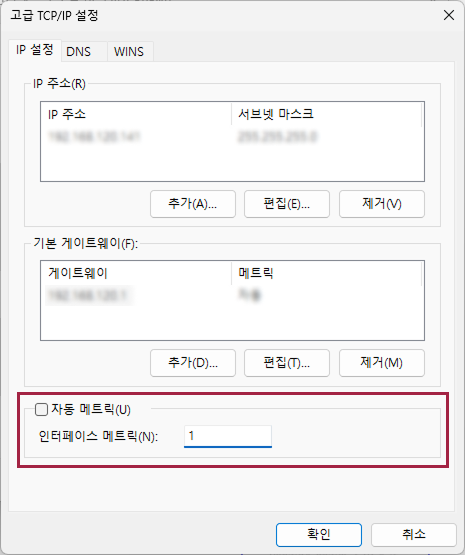 고급 TCP/IP 설정
IP 설정 DNS WINS
IP 주소(R)
IP 주소 서브넷 마스크
192.168.120.141 255.255.255.0
추가(A)... 편집(E)... 제거(V)
기본 게이트웨이(F):
게이트웨이 메트릭
192.168.120.1 자동
추가(D)... 편집(T)... 제거(M)
자동 메트릭(U)
인터페이스 메트릭(N): 1
확인 취소